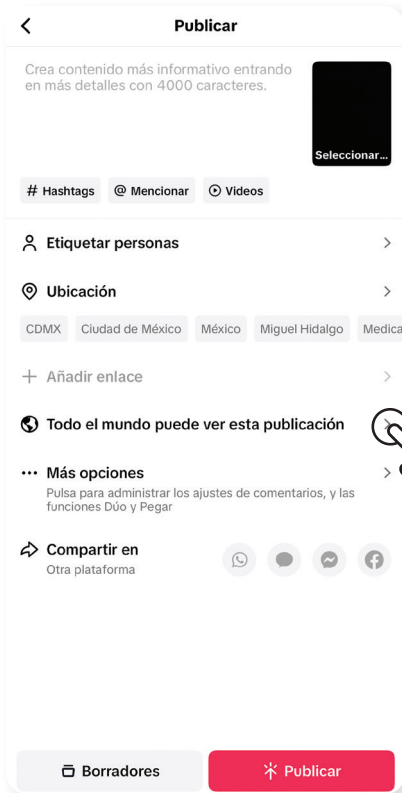 Publicar
Crea contenido más informativo entrando
en más detalles con 4000 caracteres.
Seleccionar...
# Hashtags @ Mencionar Videos
Etiquetar personas
Ubicación
CDMX Ciudad de México México Miguel Hidalgo Medica
+ Añadir enlace
Todo el mundo puede ver esta publicación
Más opciones
Pulsa para administrar los ajustes de comentarios, y las
funciones Dúo y Pegar
Compartir en
Otra plataforma
Borradores Publicar